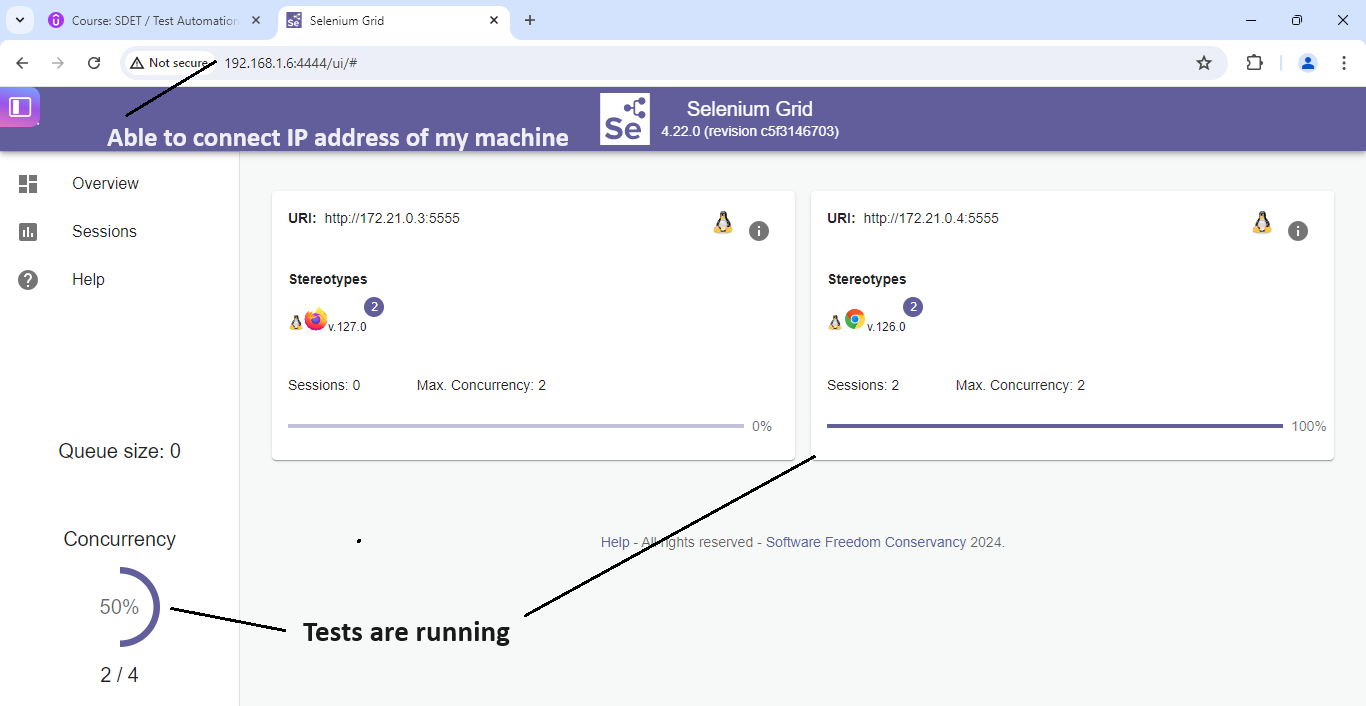 Course: SDET / Test Automation
Selenium Grid
Not secure
192.168.1.6:4444/ui/#
Se
Selenium Grid
4.22.0 (revision c5f3146703)
Able to connect IP address of my machine
Overview
Sessions
Help
URI: http://172.21.0.3:5555
Stereotypes
2
v.127.0
Sessions: 0
Max. Concurrency: 2
0%
URI: http://172.21.0.4:5555
Stereotypes
2
v.126.0
Sessions: 2
Max. Concurrency: 2
100%
Queue size: 0
Concurrency
50%
2 / 4
Help - All rights reserved - Software Freedom Conservancy 2024.
Tests are running